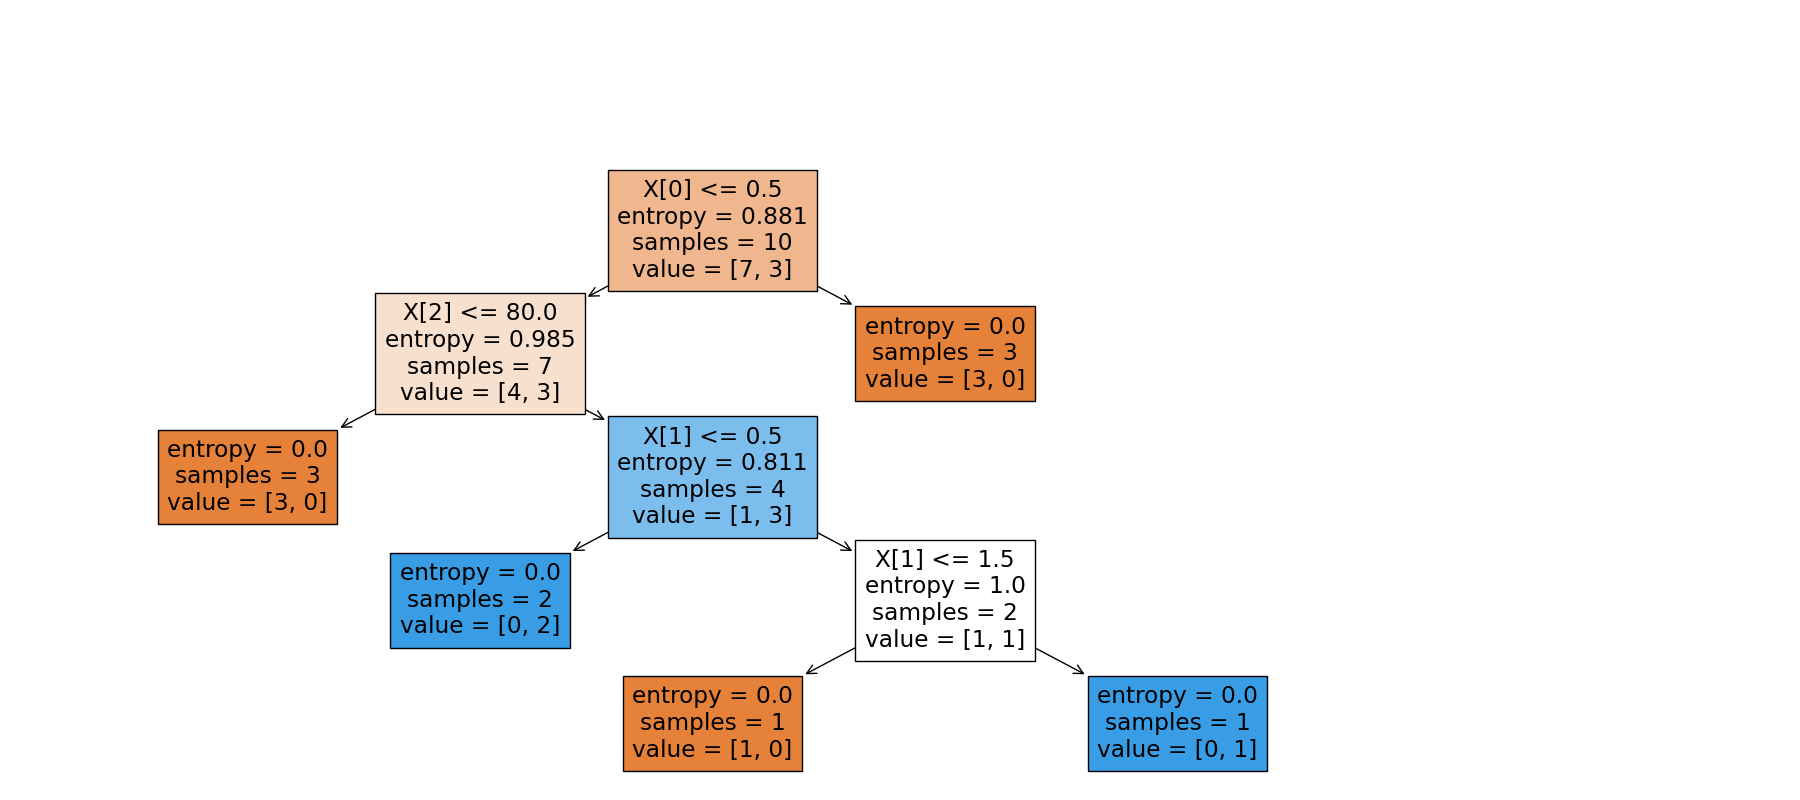 X[0] <= 0.5
entropy = 0.881
samples = 10
value = [7, 3]
X[2] <= 80.0
entropy = 0.985
samples = 7
value = [4, 3]
entropy = 0.0
samples = 3
value = [3, 0]
entropy = 0.0
samples = 3
value = [3, 0]
X[1] <= 0.5
entropy = 0.811
samples = 4
value = [1, 3]
entropy = 0.0
samples = 2
value = [0, 2]
X[1] <= 1.5
entropy = 1.0
samples = 2
value = [1, 1]
entropy = 0.0
samples = 1
value = [1, 0]
entropy = 0.0
samples = 1
value = [0, 1]